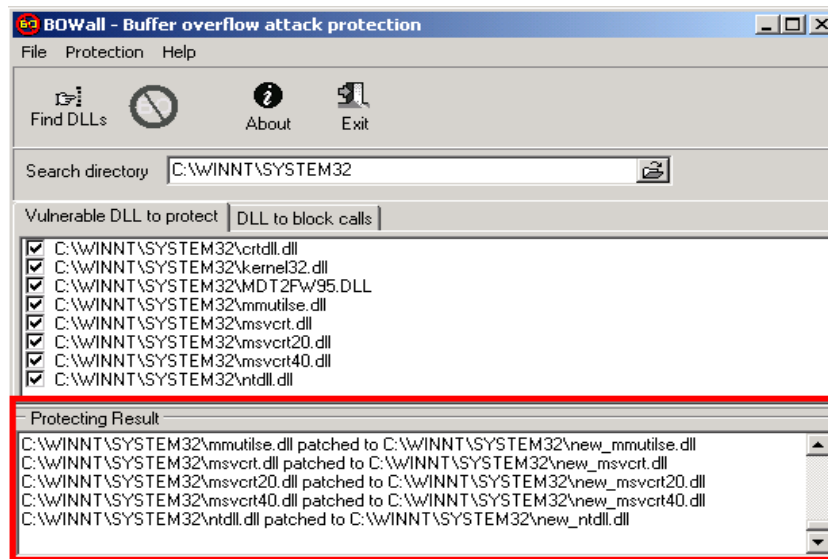 BOWall - Buffer overflow attack protection
File Protection Help
Find DLLs
About
Exit
Search directory C:\WINNT\SYSTEM32
Vulnerable DLL to protect DLL to block calls
C:\WINNT\SYSTEM32\crtdll.dll
C:\WINNT\SYSTEM32\kernel32.dll
C:\WINNT\SYSTEM32\MDT2FW95.DLL
C:\WINNT\SYSTEM32\mmutilse.dll
C:\WINNT\SYSTEM32\msvcrt.dll
C:\WINNT\SYSTEM32\msvcrt20.dll
C:\WINNT\SYSTEM32\msvcrt40.dll
C:\WINNT\SYSTEM32\ntdll.dll
Protecting Result
C:\WINNT\SYSTEM32\mmutilse.dll patched to C:\WINNT\SYSTEM32\new_mmutilse.dll
C:\WINNT\SYSTEM32\msvcrt.dll patched to C:\WINNT\SYSTEM32\new_msvcrt.dll
C:\WINNT\SYSTEM32\msvcrt20.dll patched to C:\WINNT\SYSTEM32\new_msvcrt20.dll
C:\WINNT\SYSTEM32\msvcrt40.dll patched to C:\WINNT\SYSTEM32\new_msvcrt40.dll
C:\WINNT\SYSTEM32\ntdll.dll patched to C:\WINNT\SYSTEM32\new_ntdll.dll